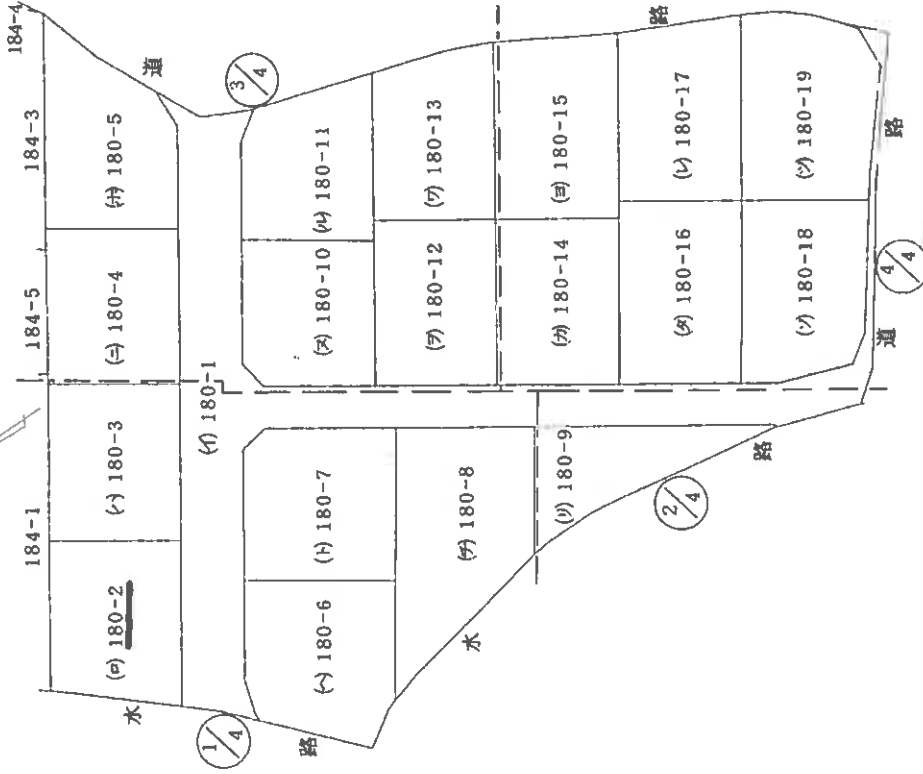 184-1
184-5
184-3
184-4
(ロ) 180-2
(ハ) 180-3
(ニ) 180-4
(ホ) 180-5
道
水
路
1/4
(イ) 180-1
3/4
(ヘ) 180-6
(ト) 180-7
(ヌ) 180-10
(ル) 180-11
(チ) 180-8
(ヲ) 180-12
(ワ) 180-13
路
水
路
(リ) 180-9
2/4
(カ) 180-14
(ヨ) 180-15
(タ) 180-16
(レ) 180-17
(ソ) 180-18
(ツ) 180-19
道
路
4/4